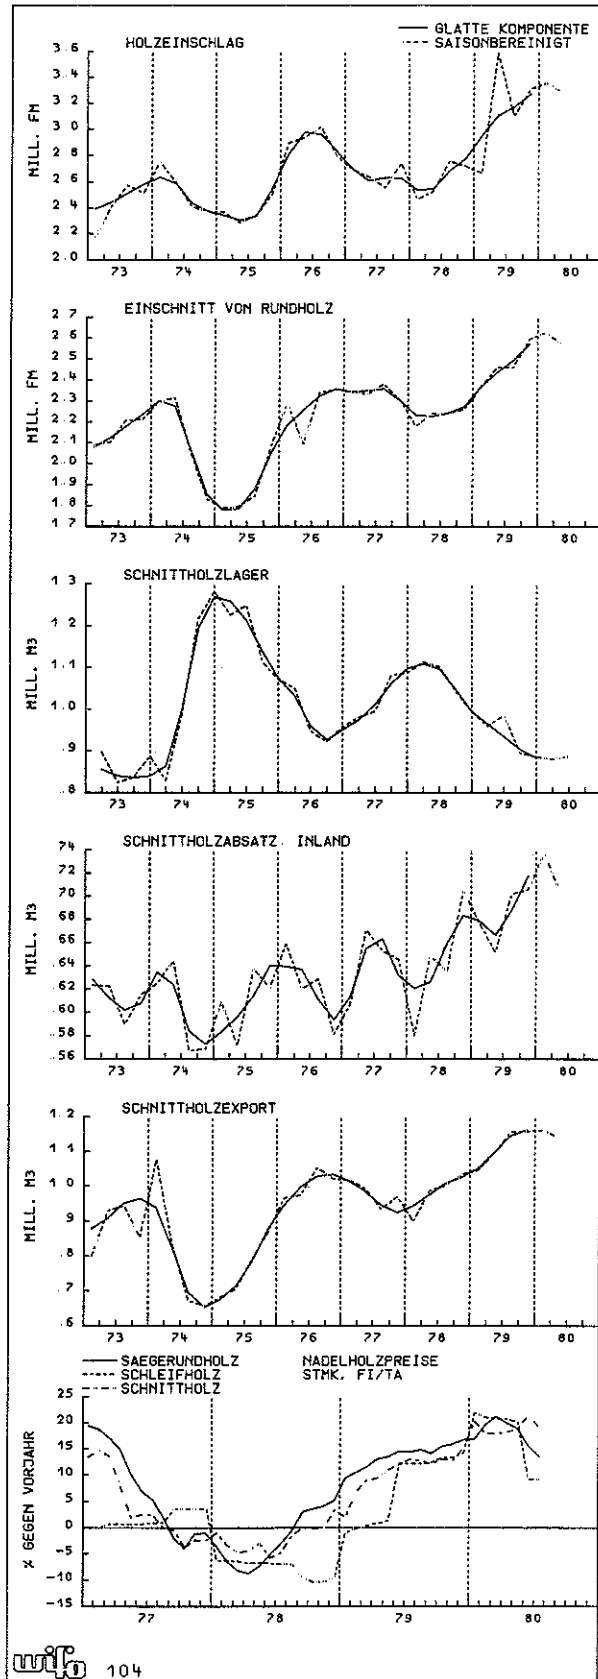 HOLZEINSCHLAG
GLATTE KOMPONENTE
SAISONBEREINIGT
MILL. FM
3.6
3.4
3.2
3.0
2.8
2.6
2.4
2.2
2.0
73 74 75 76 77 78 79 80
EINSCHNITT VON RUNDHOLZ
MILL. FM
2.7
2.6
2.4
2.3
2.1
2.0
1.8
1.7
73 74 75 76 77 78 79 80
SCHNITTHOLZLAGER
MILL. M3
1.3
1.2
1.1
1.0
.9
.8
73 74 75 76 77 78 79 80
SCHNITTHOLZABSATZ. INLAND
MILL. M3
.74
.72
.70
.68
.66
.64
.62
.60
.58
.56
73 74 75 76 77 78 79 80
SCHNITTHOLZEXPORT
MILL. M3
1.2
1.1
1.0
.9
.8
.7
.6
73 74 75 76 77 78 79 80
SAEGERUNDHOLZ
SCHLEIFHOLZ
SCHNITTHOLZ
NADELHOLZPREISE
STMK. FI/TA
% GEGEN VORJAHR
25
20
15
10
5
0
-5
-10
-15
77 78 79 80
wifo 104